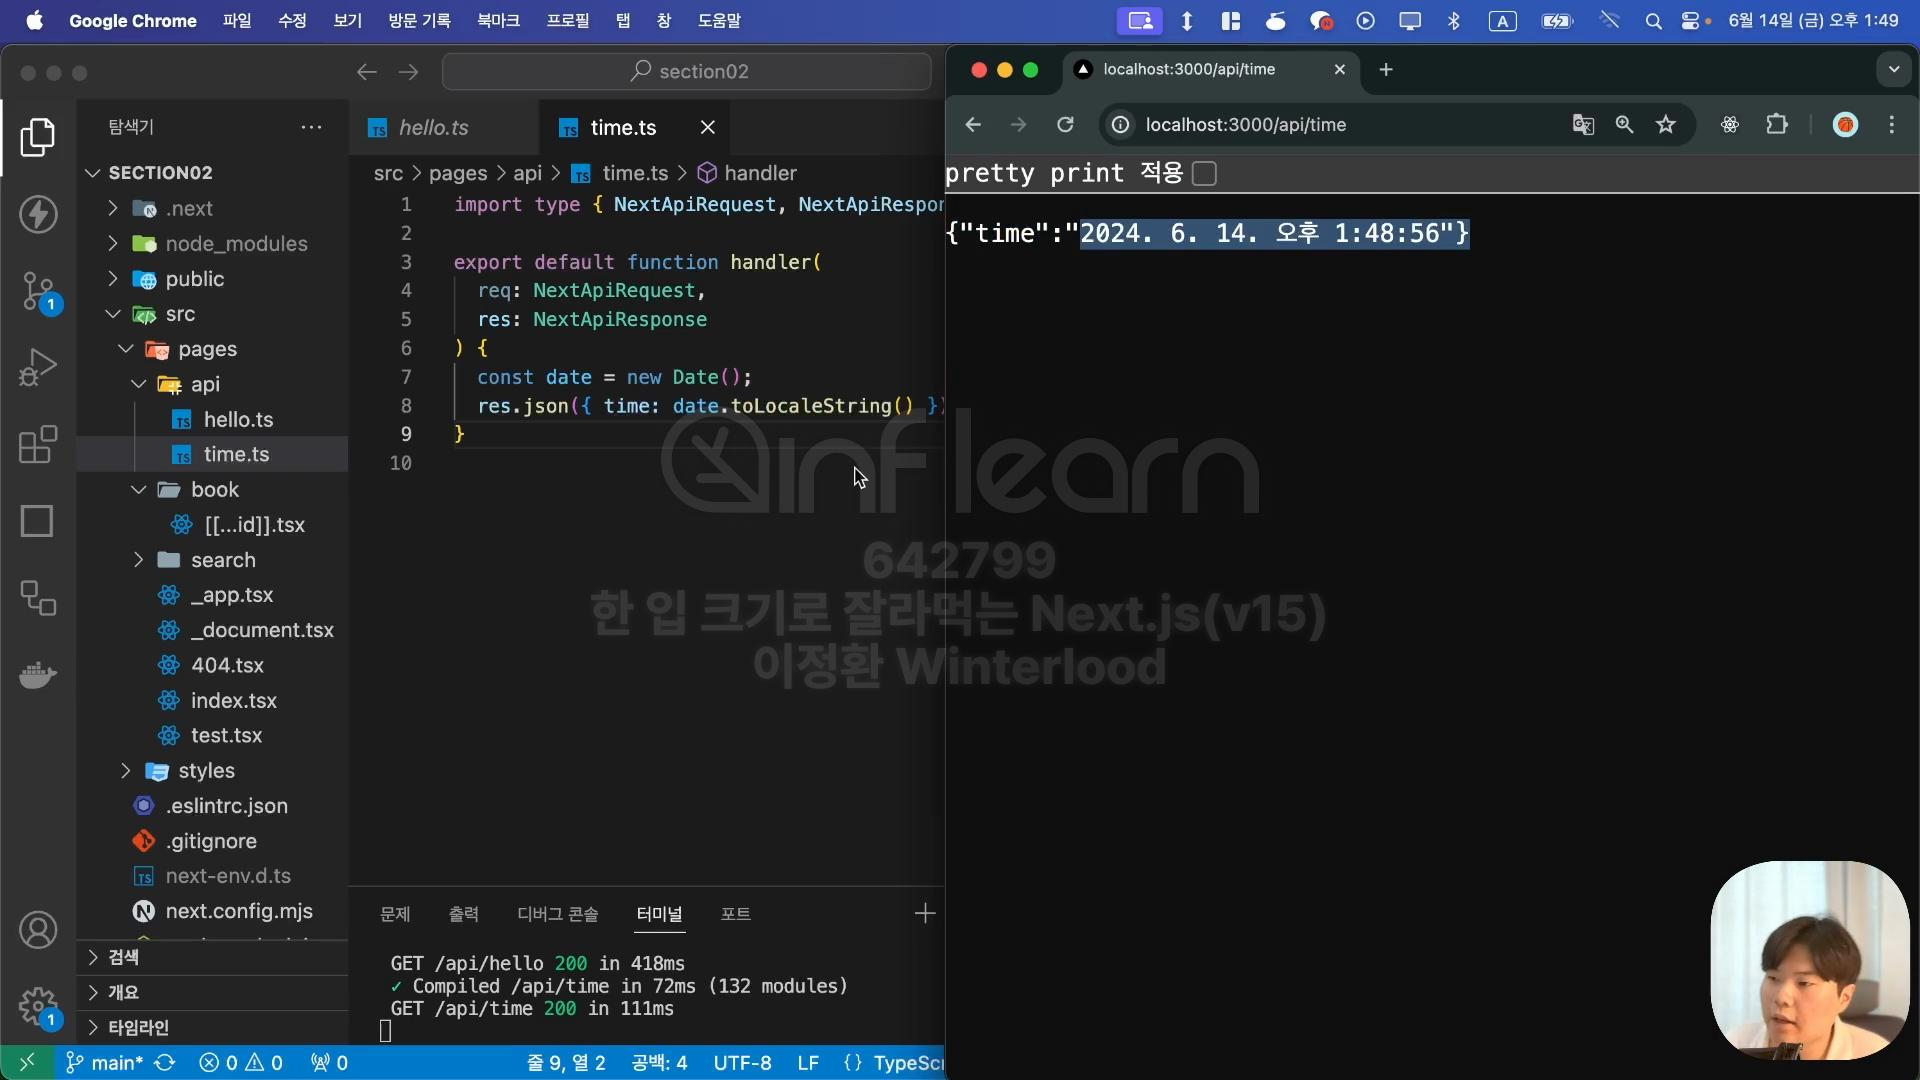 Google Chrome 파일 수정 보기 방문 기록 북마크 프로필 탭 창 도움말 A 6월 14일 (금) 오후 1:49
section02
탐색기
SECTION02
.next
node_modules
public
src
pages
api
hello.ts
time.ts
book
[[...id]].tsx
search
_app.tsx
_document.tsx
404.tsx
index.tsx
test.tsx
styles
.eslintrc.json
.gitignore
next-env.d.ts
next.config.mjs
검색
개요
타임라인
1
1
hello.ts time.ts
src > pages > api > time.ts > handler
1 import type { NextApiRequest, NextApiRespon
2
3 export default function handler(
4 req: NextApiRequest,
5 res: NextApiResponse
6 ) {
7 const date = new Date();
8 res.json({ time: date.toLocaleString() })
9 }
10
문제 출력 디버그 콘솔 터미널 포트
GET /api/hello 200 in 418ms
✓ Compiled /api/time in 72ms (132 modules)
GET /api/time 200 in 111ms
main* 0 0 0 줄 9, 열 2 공백: 4 UTF-8 LF {} TypeScr
localhost:3000/api/time
localhost:3000/api/time
pretty print 적용
{"time":"2024. 6. 14. 오후 1:48:56"}
inflearn
642799
한 입 크기로 잘라먹는 Next.js(v15)
이정환 Winterlood